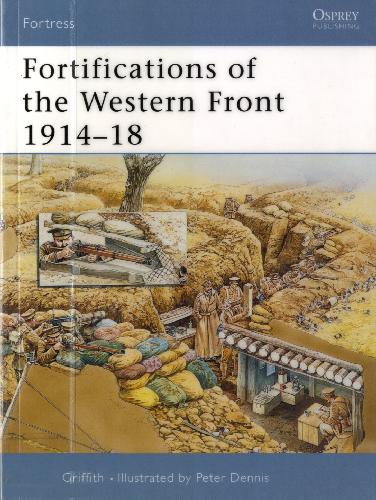 Fortress
OSPREY
PUBLISHING
Fortifications of
the Western Front
1914–18
Griffith · Illustrated by Peter Dennis